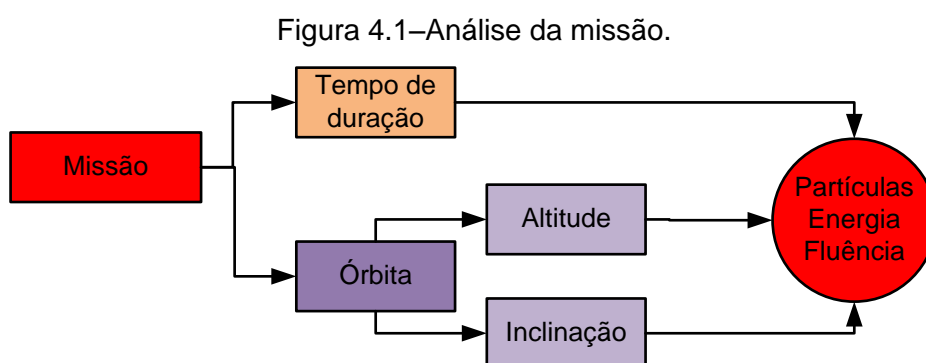 Figura 4.1–Análise da missão.
Tempo de
duração
Missão
Partículas
Energia
Fluência
Altitude
Órbita
Inclinação